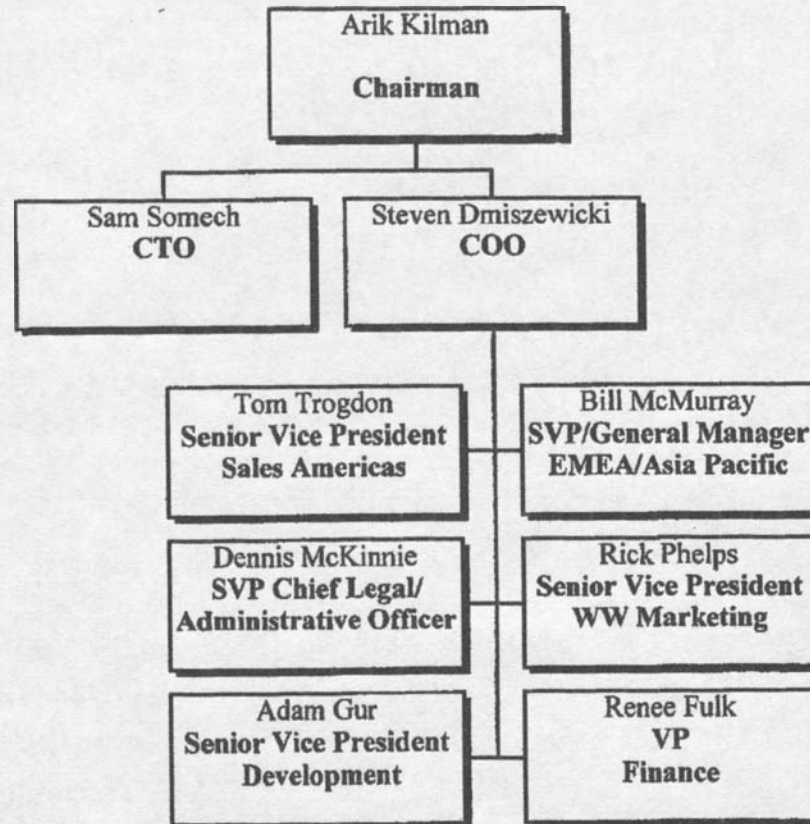 Arik Kilman
Chairman
Sam Somech
CTO
Steven Dmiszewicki
COO
Tom Trogdon
Senior Vice President
Sales Americas
Bill McMurray
SVP/General Manager
EMEA/Asia Pacific
Dennis McKinnie
SVP Chief Legal/
Administrative Officer
Rick Phelps
Senior Vice President
WW Marketing
Adam Gur
Senior Vice President
Development
Renee Fulk
VP
Finance